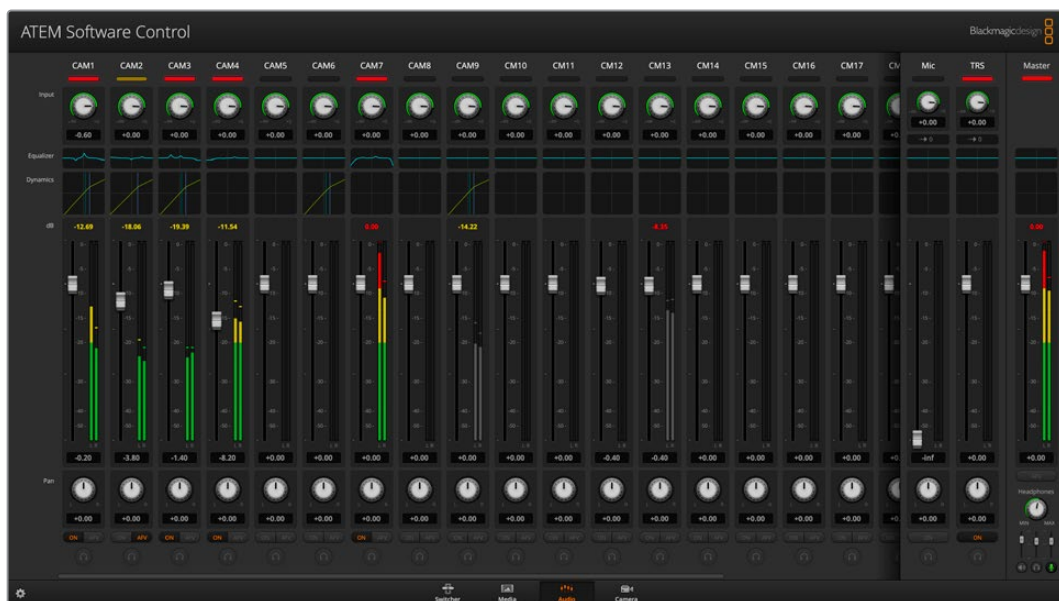 ATEM Software Control
Blackmagicdesign
CAM1 CAM2 CAM3 CAM4 CAM5 CAM6 CAM7 CAM8 CAM9 CM10 CM11 CM12 CM13 CM14 CM15 CM16 CM17 Mic TRS Master
Input
-0.60 +0.00 +0.00 +0.00 +0.00 +0.00 +0.00 +0.00 +0.00 +0.00 +0.00 +0.00 +0.00 +0.00 +0.00 +0.00 +0.00 +0.00 +0.00
Equalizer
Dynamics
dB -12.69 -18.06 -19.39 -11.54 0.00 -14.22 -8.35 0.00
-0.20 -3.80 -1.40 -8.20 +0.00 +0.00 +0.00 +0.00 +0.00 +0.00 +0.00 -0.40 -0.40 +0.00 +0.00 +0.00 +0.00 -inf +0.00 +0.00
Pan
Headphones
+0.00 +0.00 +0.00 +0.00 +0.00 +0.00 +0.00 +0.00 +0.00 +0.00 +0.00 +0.00 +0.00 +0.00 +0.00 +0.00 +0.00 +0.00 +0.00
MIN MAX
ON AFV ON ON ON ON
Switcher Media Audio Camera